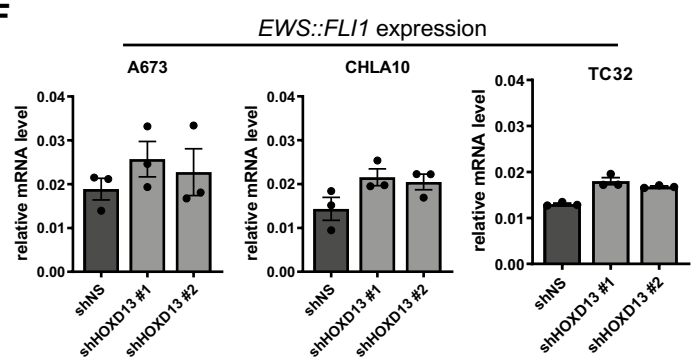 F
EWS::FLI1 expression
A673
relative mRNA level
0.04
0.03
0.02
0.01
0.00
shNS
shHOXD13 #1
shHOXD13 #2
CHLA10
relative mRNA level
0.04
0.03
0.02
0.01
0.00
shNS
shHOXD13 #1
shHOXD13 #2
TC32
relative mRNA level
0.04
0.03
0.02
0.01
0.00
shNS
shHOXD13 #1
shHOXD13 #2